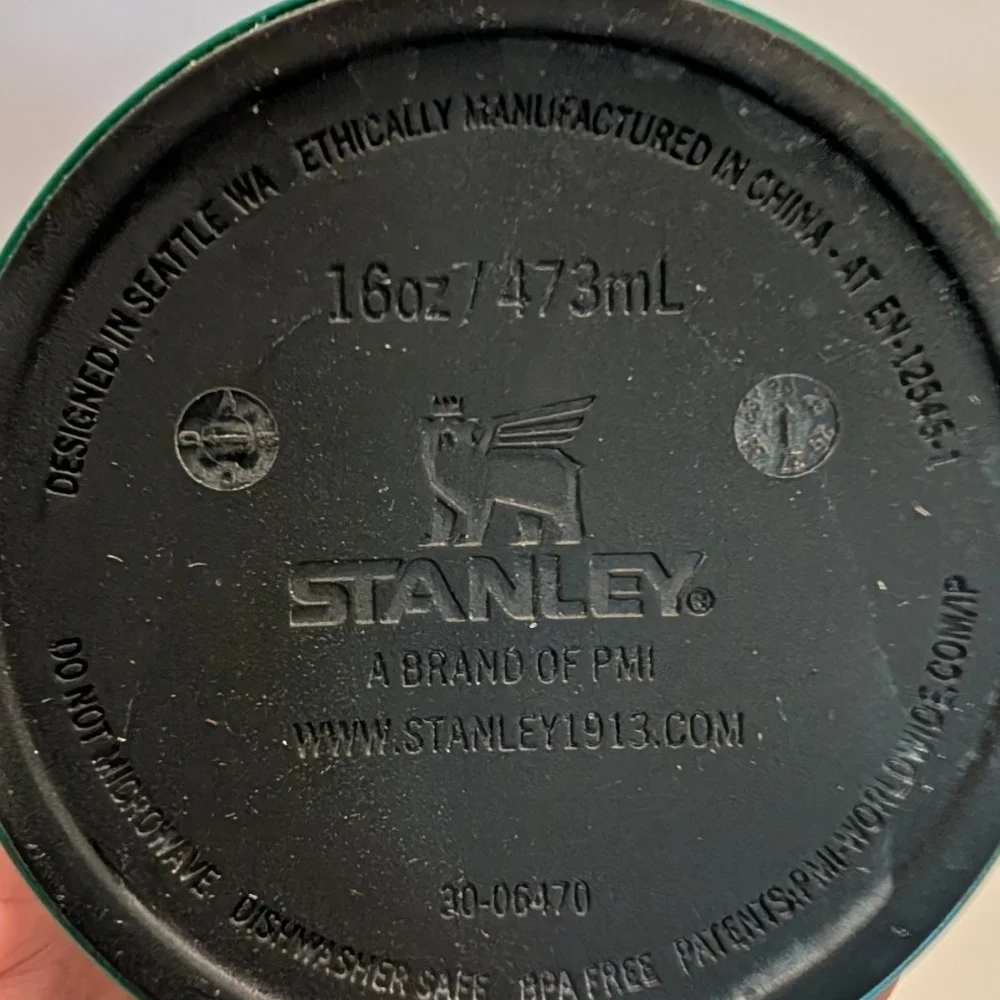 DESIGNED IN SEATTLE, WA ETHICALLY MANUFACTURED IN CHINA - AT EN-12546-1
16oz / 473mL
STANLEY®
A BRAND OF PMI
WWW.STANLEY1913.COM
30-06470
DO NOT MICROWAVE DISHWASHER SAFE BPA FREE PATENTS:PMI-WORLDWIDE.COM/IP